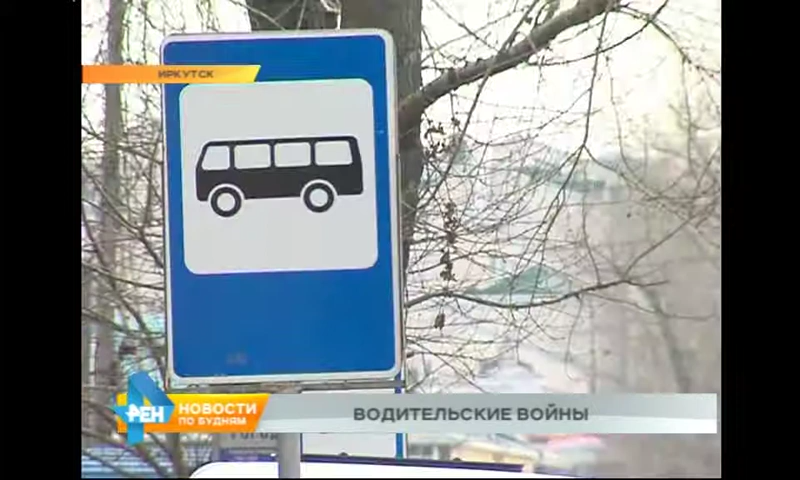 ИРКУТСК
РЕН
НОВОСТИ
ПО БУДНЯМ
ВОДИТЕЛЬСКИЕ ВОЙНЫ